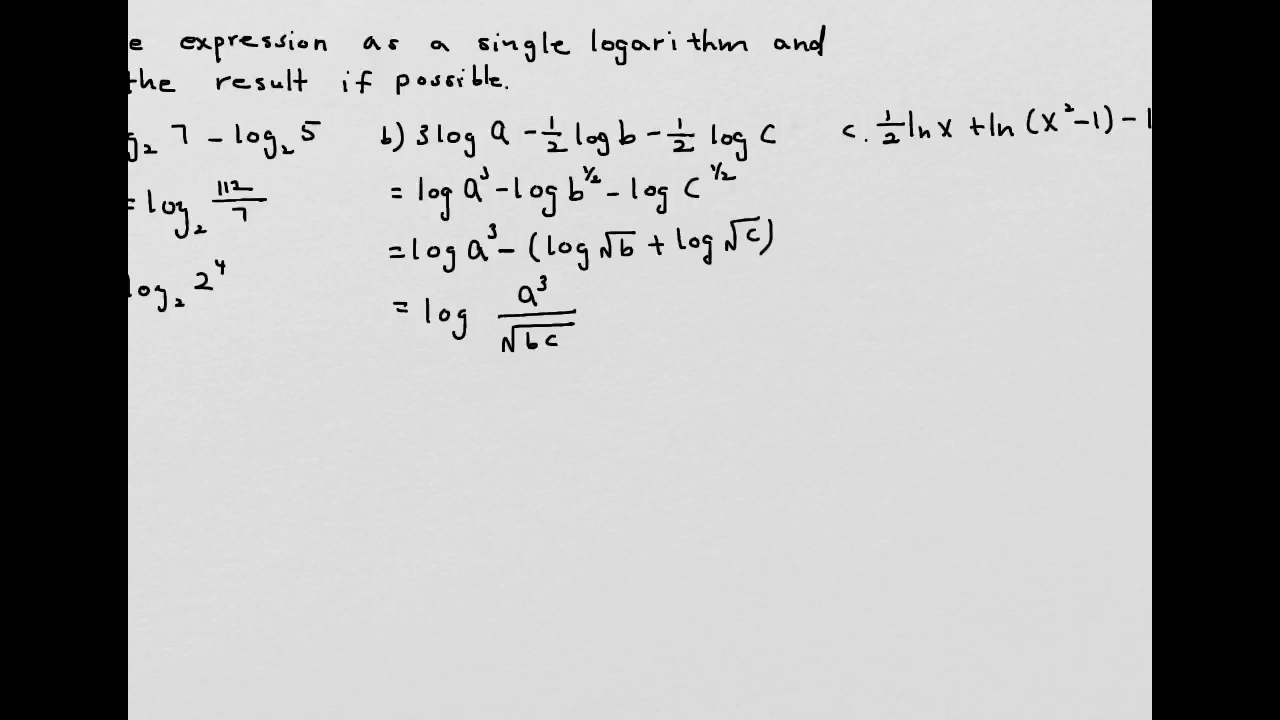 e expression as a single logarithm and
the result if possible.
g₂ 7 - log₂ 5
= log₂ 112/7
log₂ 2⁴
b) 3 log a - 1/2 log b - 1/2 log c
= log a³ - log b^1/2 - log c^1/2
= log a³ - (log √b + log √c)
= log a³/√bc
c. 1/2 ln x + ln (x² - 1) -